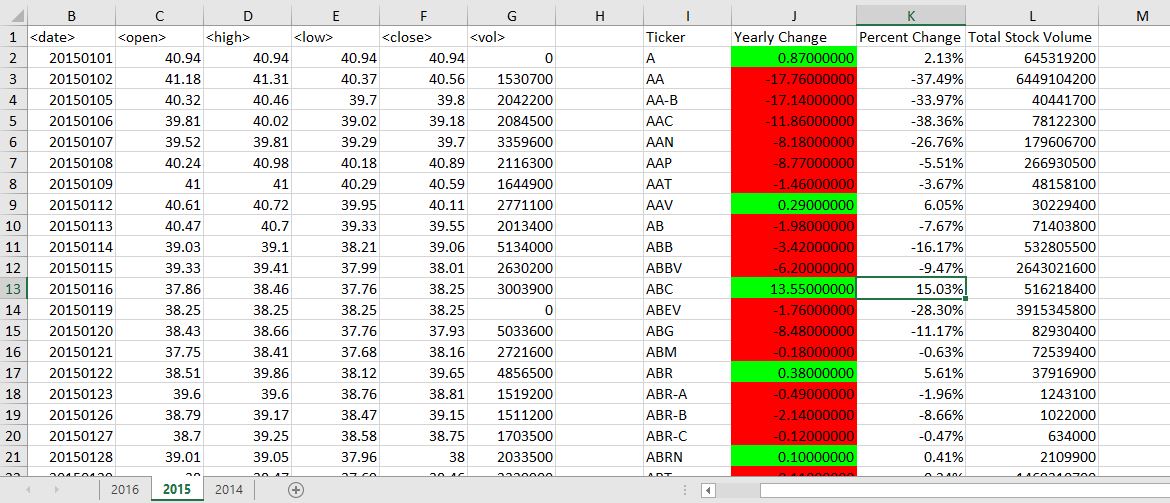 B C D E F G H I J K L M
1 <date> <open> <high> <low> <close> <vol> Ticker Yearly Change Percent Change Total Stock Volume
2 20150101 40.94 40.94 40.94 40.94 0 A 0.87000000 2.13% 645319200
3 20150102 41.18 41.31 40.37 40.56 1530700 AA -17.76000000 -37.49% 6449104200
4 20150105 40.32 40.46 39.7 39.8 2042200 AA-B -17.14000000 -33.97% 40441700
5 20150106 39.81 40.02 39.02 39.18 2084500 AAC -11.86000000 -38.36% 78122300
6 20150107 39.52 39.81 39.29 39.7 3359600 AAN -8.18000000 -26.76% 179606700
7 20150108 40.24 40.98 40.18 40.89 2116300 AAP -8.77000000 -5.51% 266930500
8 20150109 41 41 40.29 40.59 1644900 AAT -1.46000000 -3.67% 48158100
9 20150112 40.61 40.72 39.95 40.11 2771100 AAV 0.29000000 6.05% 30229400
10 20150113 40.47 40.7 39.33 39.55 2013400 AB -1.98000000 -7.67% 71403800
11 20150114 39.03 39.1 38.21 39.06 5134000 ABB -3.42000000 -16.17% 532805500
12 20150115 39.33 39.41 37.99 38.01 2630200 ABBV -6.20000000 -9.47% 2643021600
13 20150116 37.86 38.46 37.76 38.25 3003900 ABC 13.55000000 15.03% 516218400
14 20150119 38.25 38.25 38.25 38.25 0 ABEV -1.76000000 -28.30% 3915345800
15 20150120 38.43 38.66 37.76 37.93 5033600 ABG -8.48000000 -11.17% 82930400
16 20150121 37.75 38.41 37.68 38.16 2721600 ABM -0.18000000 -0.63% 72539400
17 20150122 38.51 39.86 38.12 39.65 4856500 ABR 0.38000000 5.61% 37916900
18 20150123 39.6 39.6 38.76 38.81 1519200 ABR-A -0.49000000 -1.96% 1243100
19 20150126 38.79 39.17 38.47 39.15 1511200 ABR-B -2.14000000 -8.66% 1022000
20 20150127 38.7 39.25 38.58 38.75 1703500 ABR-C -0.12000000 -0.47% 634000
21 20150128 39.01 39.05 37.96 38 2033500 ABRN 0.10000000 0.41% 2109900
2016 2015 2014